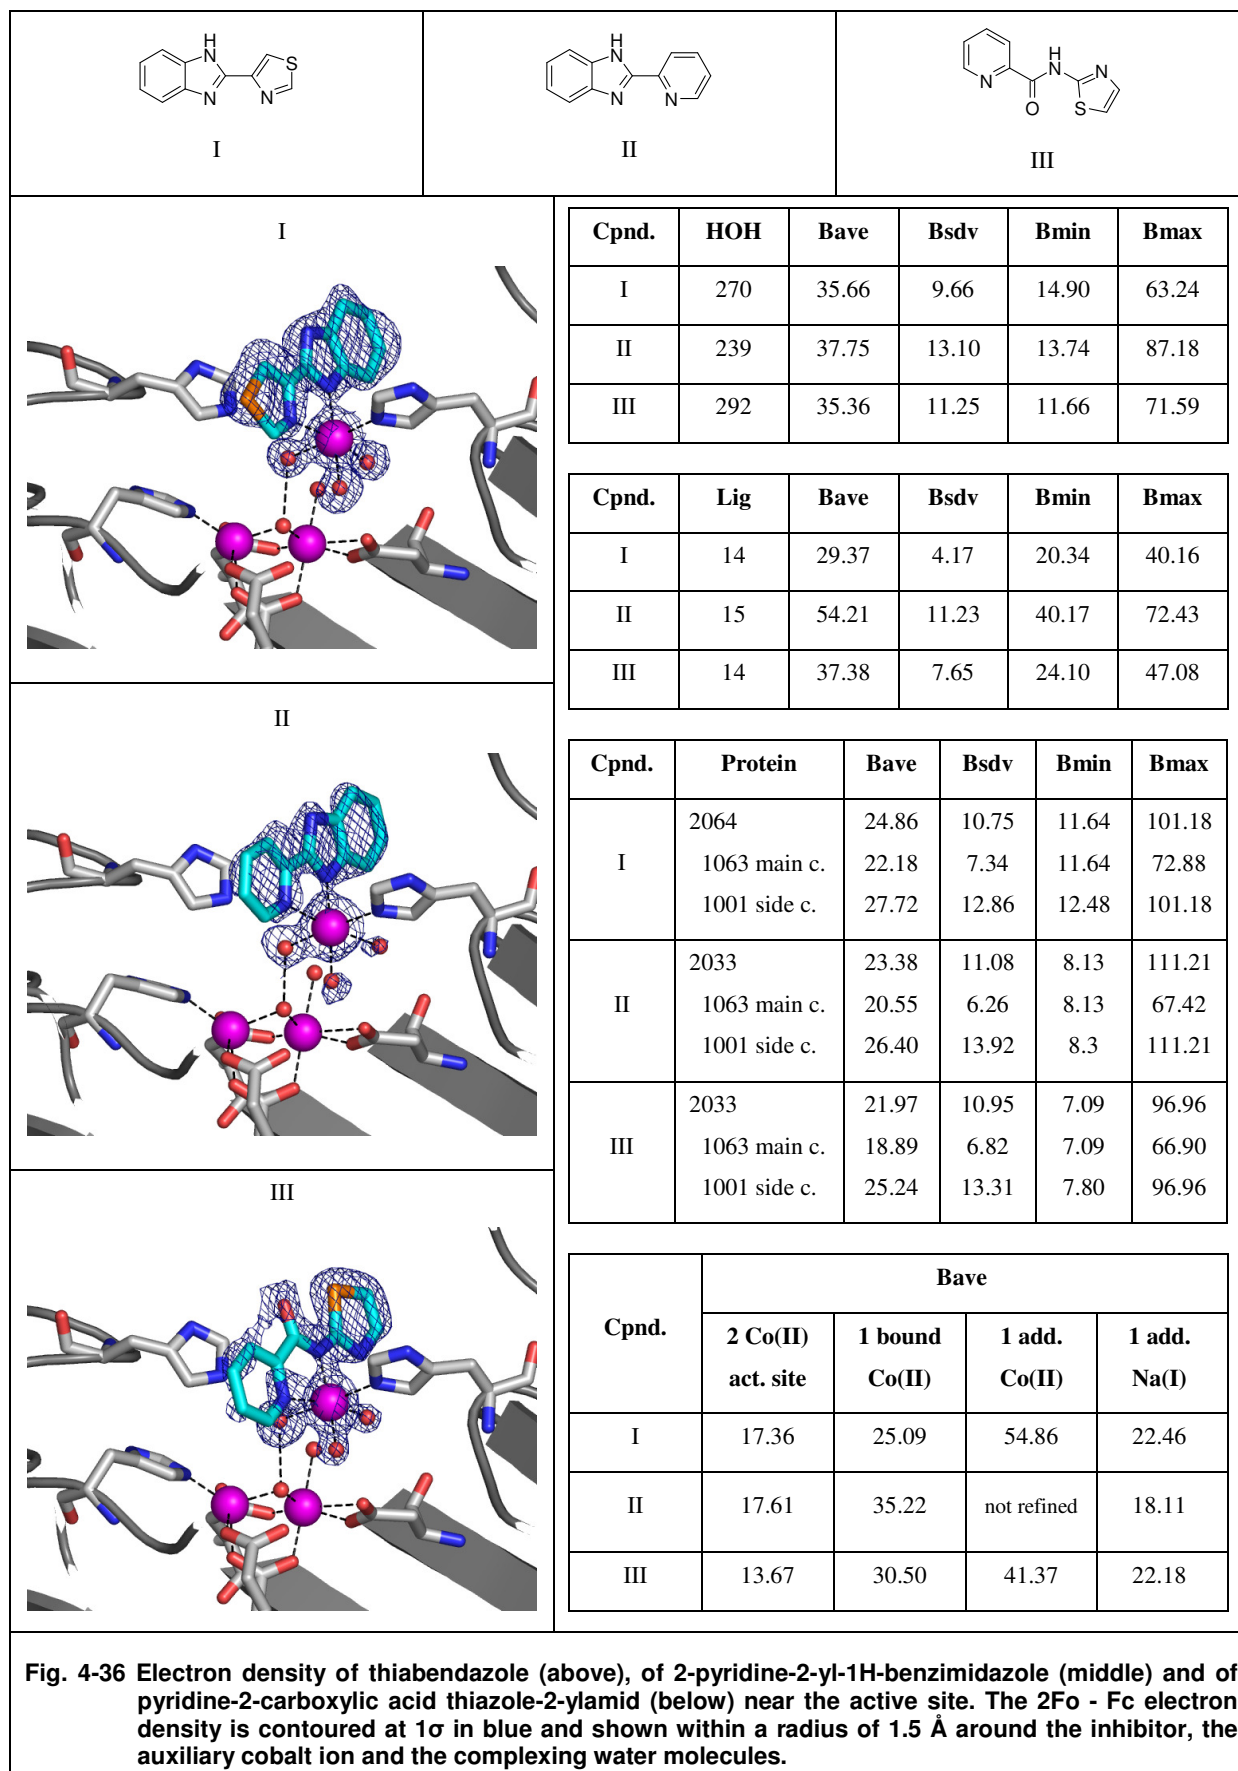 H
N
N
S
N
I
H
N
N
N
II
N
H
N
O
N
S
III
I
Cpnd. HOH Bave Bsdv Bmin Bmax
I 270 35.66 9.66 14.90 63.24
II 239 37.75 13.10 13.74 87.18
III 292 35.36 11.25 11.66 71.59
Cpnd. Lig Bave Bsdv Bmin Bmax
I 14 29.37 4.17 20.34 40.16
II 15 54.21 11.23 40.17 72.43
III 14 37.38 7.65 24.10 47.08
II
Cpnd. Protein Bave Bsdv Bmin Bmax
2064 24.86 10.75 11.64 101.18
I 1063 main c. 22.18 7.34 11.64 72.88
1001 side c. 27.72 12.86 12.48 101.18
2033 23.38 11.08 8.13 111.21
II 1063 main c. 20.55 6.26 8.13 67.42
1001 side c. 26.40 13.92 8.3 111.21
2033 21.97 10.95 7.09 96.96
III 1063 main c. 18.89 6.82 7.09 66.90
1001 side c. 25.24 13.31 7.80 96.96
III
Cpnd. Bave
2 Co(II) 1 bound 1 add. 1 add.
act. site Co(II) Co(II) Na(I)
I 17.36 25.09 54.86 22.46
II 17.61 35.22 not refined 18.11
III 13.67 30.50 41.37 22.18
Fig. 4-36 Electron density of thiabendazole (above), of 2-pyridine-2-yl-1H-benzimidazole (middle) and of
pyridine-2-carboxylic acid thiazole-2-ylamid (below) near the active site. The 2Fo - Fc electron
density is contoured at 1σ in blue and shown within a radius of 1.5 Å around the inhibitor, the
auxiliary cobalt ion and the complexing water molecules.